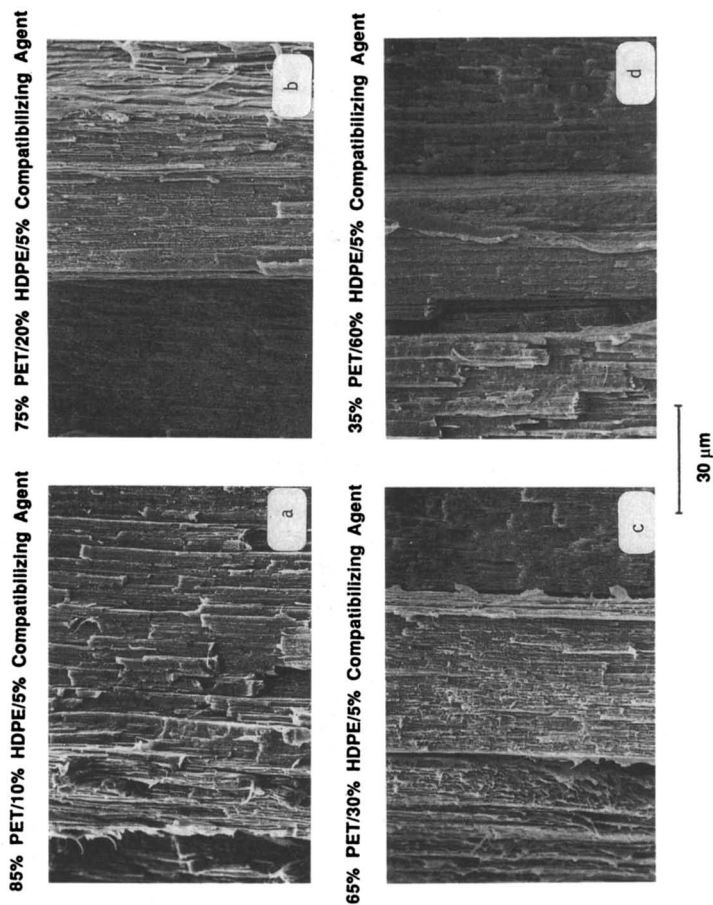 85% PET/10% HDPE/5% Compatibilizing Agent
75% PET/20% HDPE/5% Compatibilizing Agent
a
b
65% PET/30% HDPE/5% Compatibilizing Agent
35% PET/60% HDPE/5% Compatibilizing Agent
c
d
30 µm